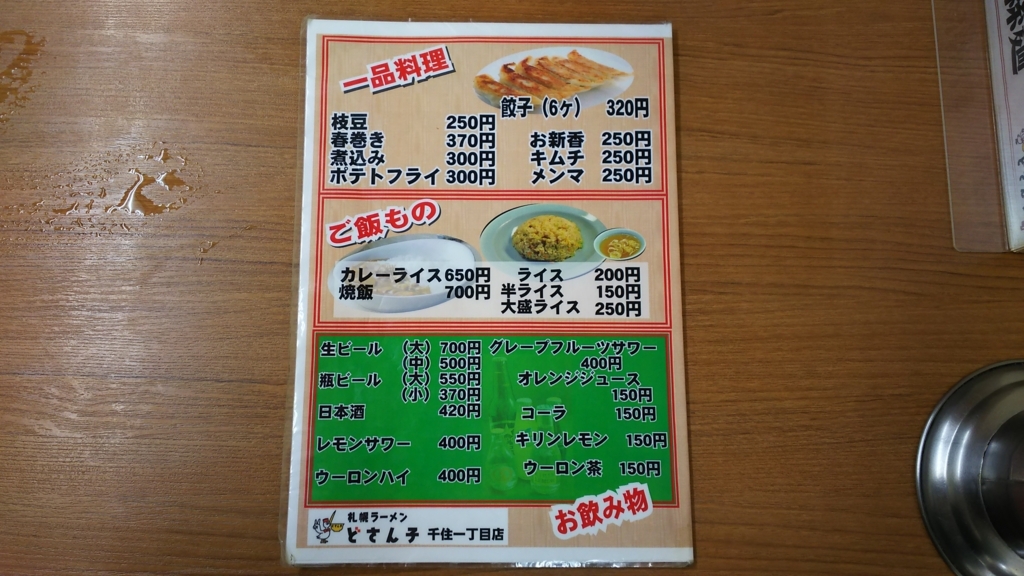 一品料理
餃子（6ヶ） 320円
枝豆 250円
春巻き 370円
煮込み 300円
ポテトフライ 300円
お新香 250円
キムチ 250円
メンマ 250円
ご飯もの
カレーライス 650円
焼飯 700円
ライス 200円
半ライス 150円
大盛ライス 250円
生ビール （大） 700円
（中） 500円
瓶ビール （大） 550円
（小） 370円
日本酒 420円
レモンサワー 400円
ウーロンハイ 400円
グレープフルーツサワー
400円
オレンジジュース
150円
コーラ 150円
キリンレモン 150円
ウーロン茶 150円
お飲み物
札幌ラーメン
どさん子 千住一丁目店